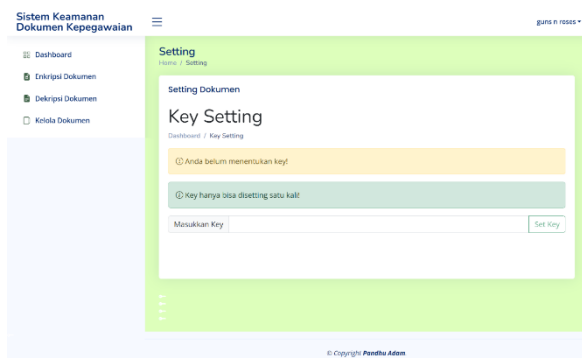 Sistem Keamanan
Dokumen Kepegawaian
guns n roses
Dashboard
Enkripsi Dokumen
Dekripsi Dokumen
Kelola Dokumen
Setting
Home / Setting
Setting Dokumen
Key Setting
Dashboard / Key Setting
Anda belum menentukan key!
Key hanya bisa disetting satu kali!
Masukkan Key
Set Key
© Copyright Pandhu Adam